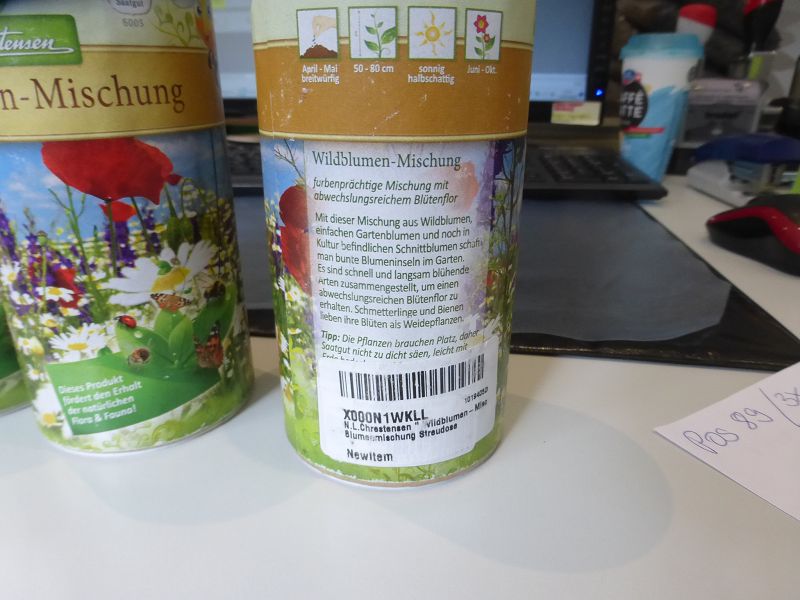 Saatgut
6003
n-Mischung
Dieses Produkt
fördert den Erhalt
der natürlichen
Flora & Fauna!
April - Mai
breitwürfig
50 - 80 cm
sonnig
halbschattig
Juni - Okt.
Wildblumen-Mischung
farbenprächtige Mischung mit
abwechslungsreichem Blütenflor
Mit dieser Mischung aus Wildblumen,
einfachen Gartenblumen und noch in
Kultur befindlichen Schnittblumen schafft
man bunte Blumeninseln im Garten.
Es sind schnell und langsam blühende
Arten zusammengestellt, um einen
abwechslungsreichen Blütenflor zu
erhalten. Schmetterlinge und Bienen
lieben ihre Blüten als Weidepflanzen.
Tipp: Die Pflanzen brauchen Platz, daher
Saatgut nicht zu dicht säen, leicht mit
X000N1WKLL
N.L.Chrestensen Wildblumen - Misc
Blumenmischung Streudose
NewItem
Pos 89